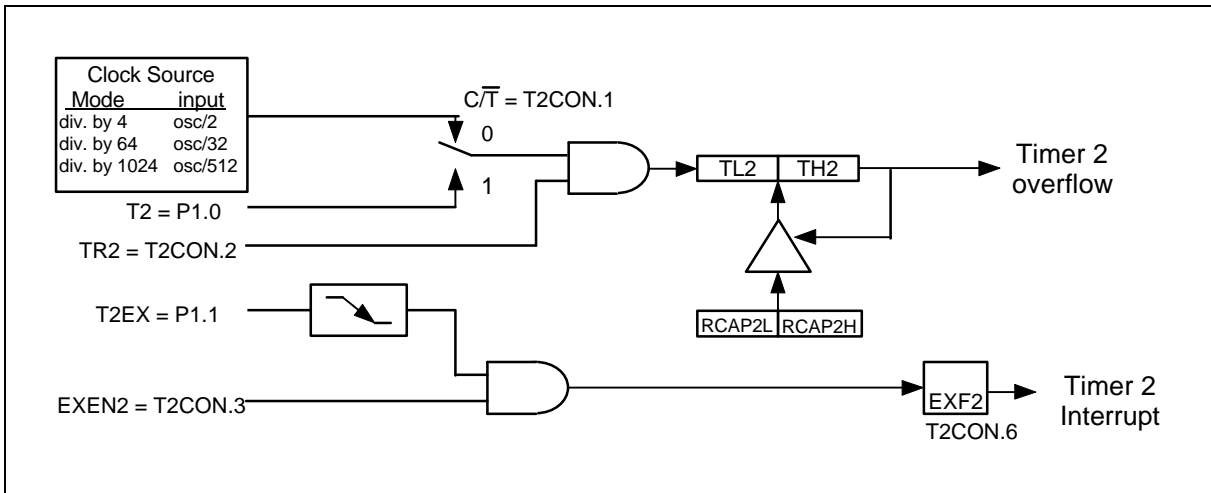 Clock Source
Mode input
div. by 4 osc/2
div. by 64 osc/32
div. by 1024 osc/512
C/T̅ = T2CON.1
0
1
T2 = P1.0
TR2 = T2CON.2
TL2 TH2
Timer 2
overflow
T2EX = P1.1
RCAP2L RCAP2H
EXEN2 = T2CON.3
EXF2
T2CON.6
Timer 2
Interrupt